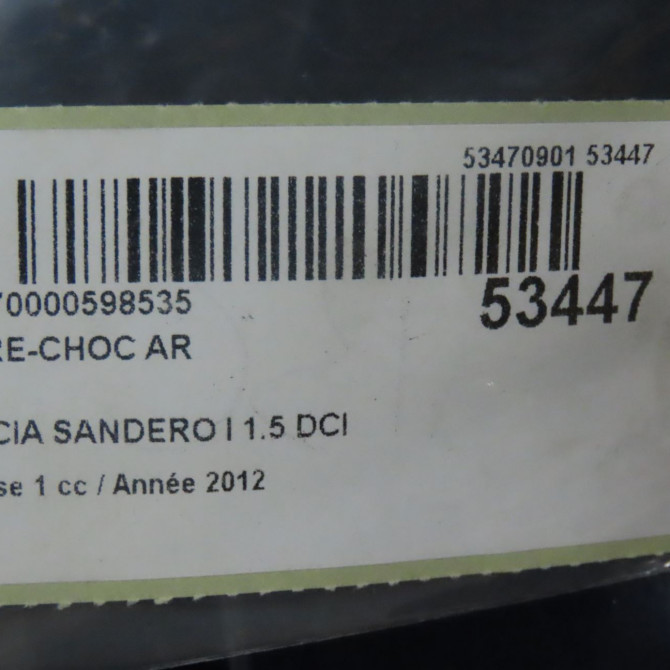 53470901 53447
70000598535
53447
RE-CHOC AR
CIA SANDERO I 1.5 DCI
se 1 cc / Année 2012